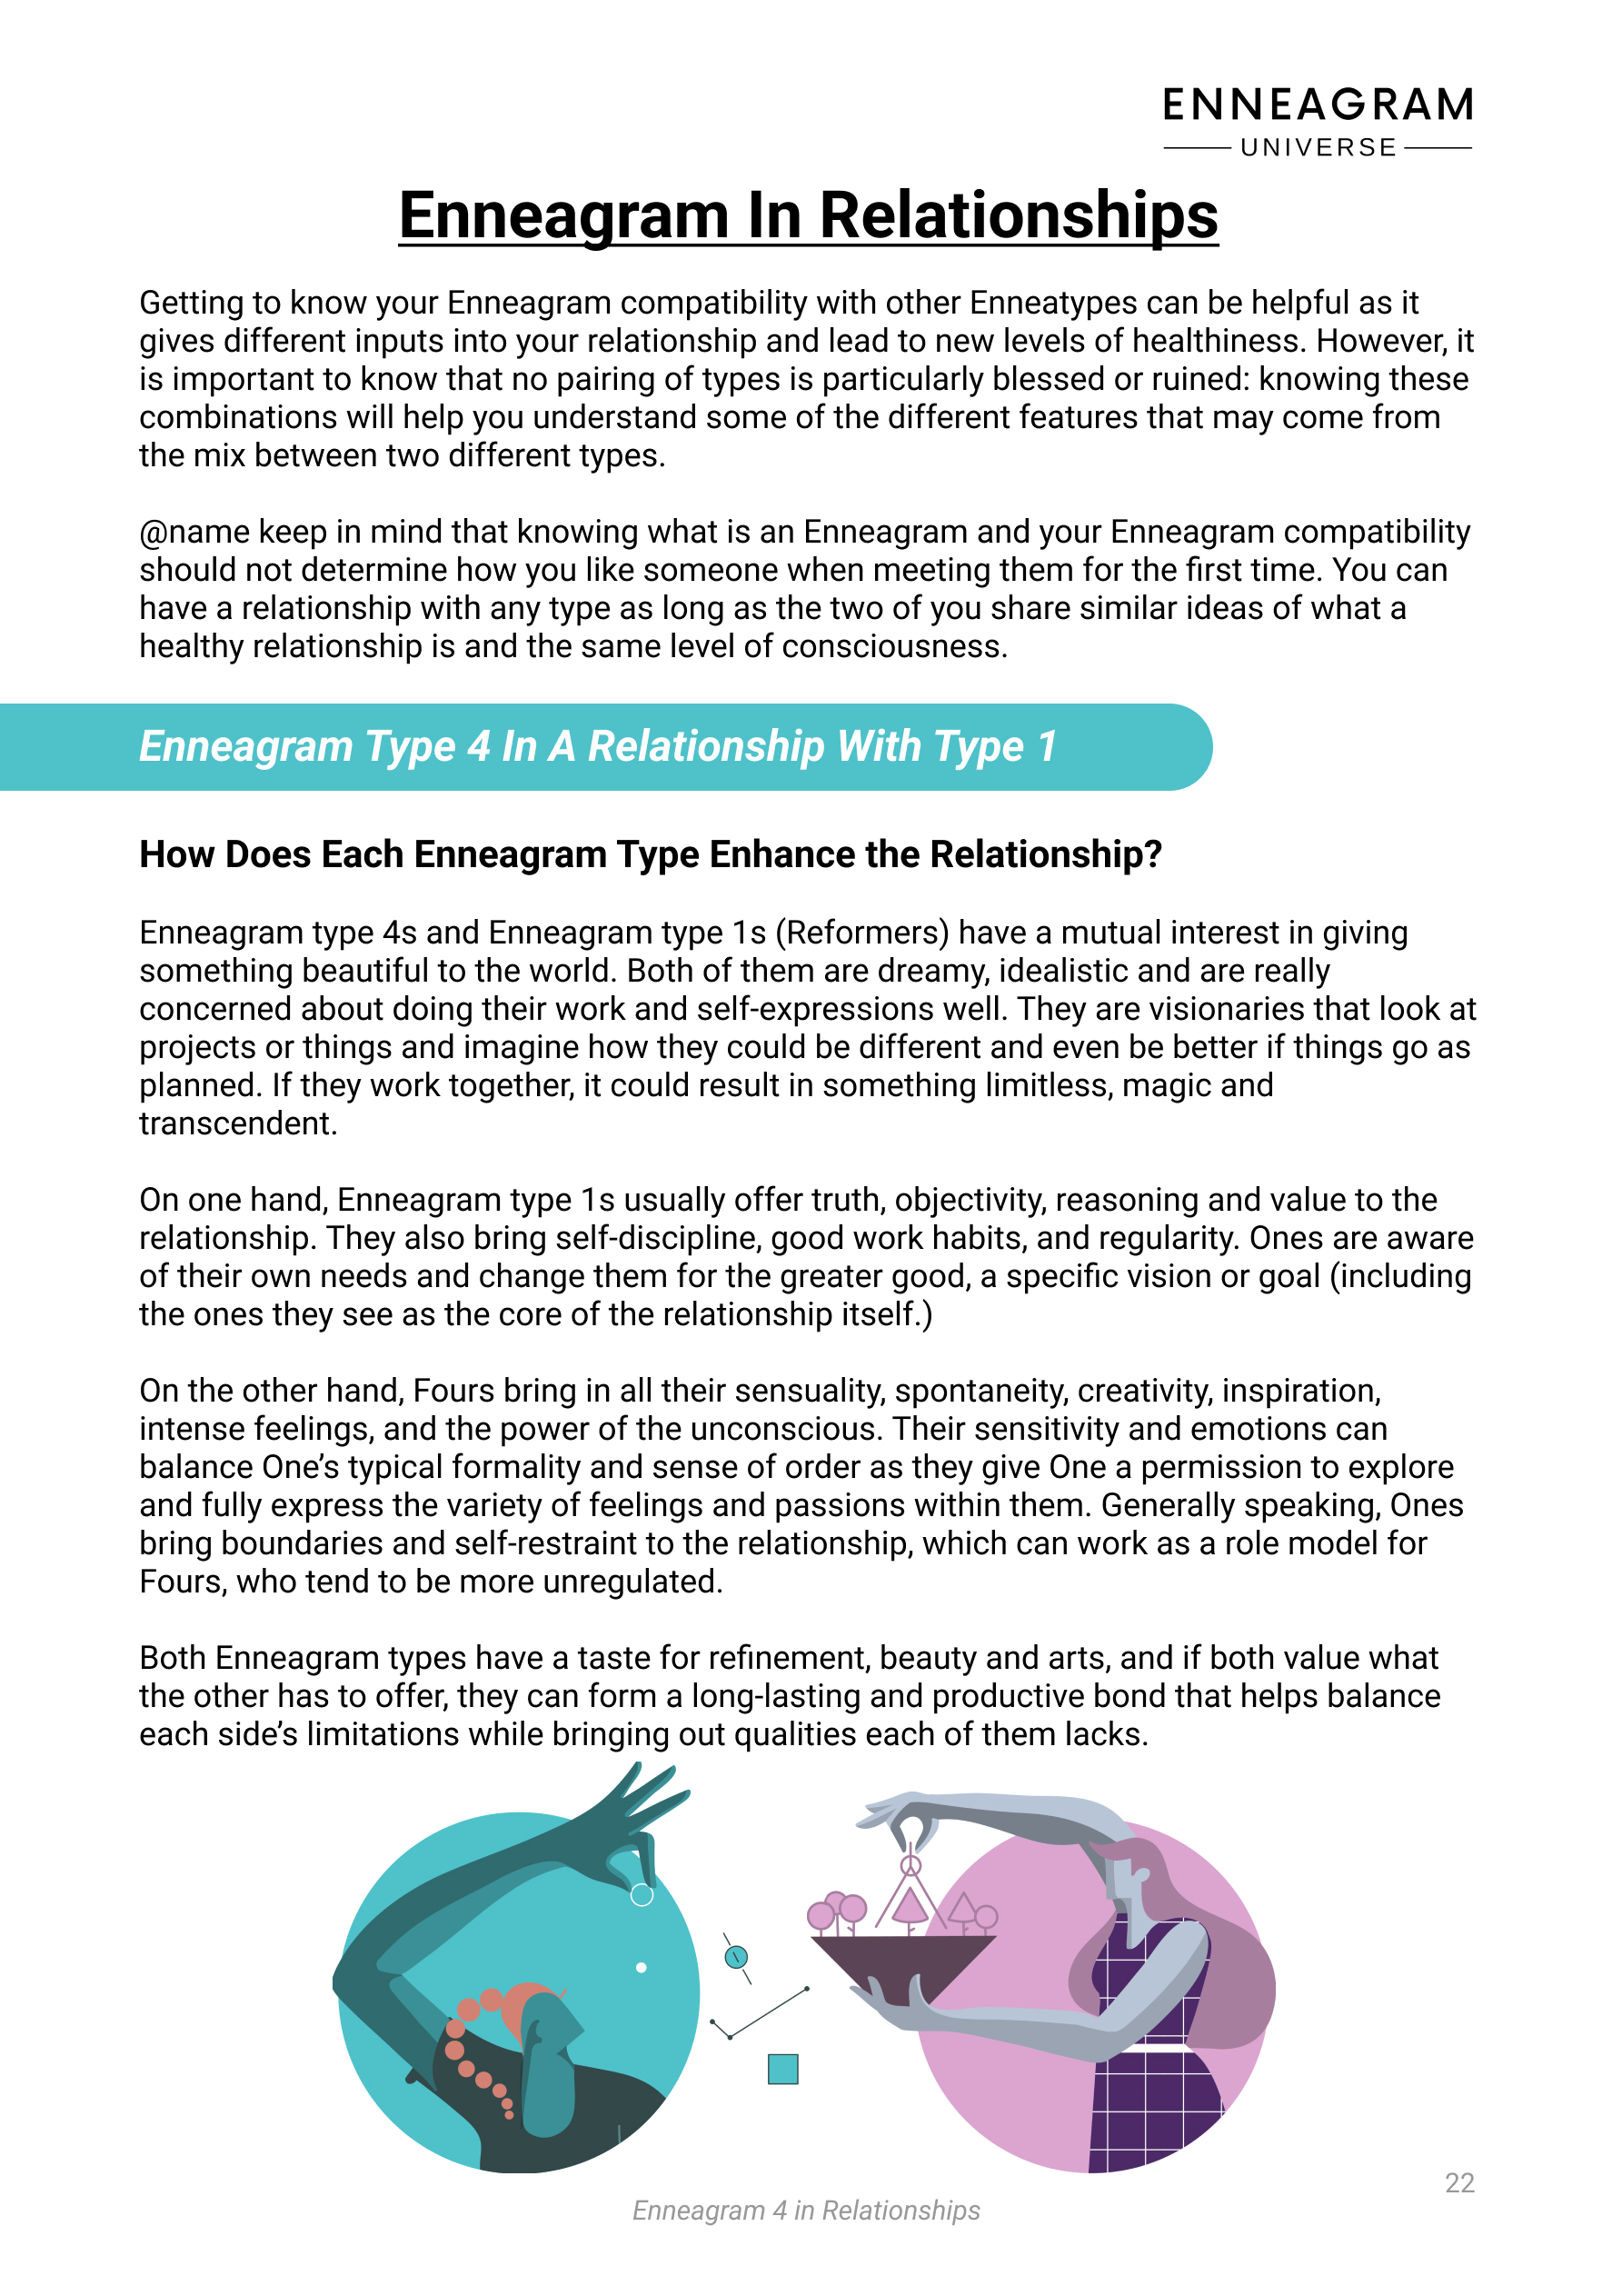 ENNEAGRAM
UNIVERSE
Enneagram In Relationships
Getting to know your Enneagram compatibility with other Enneatypes can be helpful as it
gives different inputs into your relationship and lead to new levels of healthiness. However, it
is important to know that no pairing of types is particularly blessed or ruined: knowing these
combinations will help you understand some of the different features that may come from
the mix between two different types.
@name keep in mind that knowing what is an Enneagram and your Enneagram compatibility
should not determine how you like someone when meeting them for the first time. You can
have a relationship with any type as long as the two of you share similar ideas of what a
healthy relationship is and the same level of consciousness.
Enneagram Type 4 In A Relationship With Type 1
How Does Each Enneagram Type Enhance the Relationship?
Enneagram type 4s and Enneagram type 1s (Reformers) have a mutual interest in giving
something beautiful to the world. Both of them are dreamy, idealistic and are really
concerned about doing their work and self-expressions well. They are visionaries that look at
projects or things and imagine how they could be different and even be better if things go as
planned. If they work together, it could result in something limitless, magic and
transcendent.
On one hand, Enneagram type 1s usually offer truth, objectivity, reasoning and value to the
relationship. They also bring self-discipline, good work habits, and regularity. Ones are aware
of their own needs and change them for the greater good, a specific vision or goal (including
the ones they see as the core of the relationship itself.)
On the other hand, Fours bring in all their sensuality, spontaneity, creativity, inspiration,
intense feelings, and the power of the unconscious. Their sensitivity and emotions can
balance One’s typical formality and sense of order as they give One a permission to explore
and fully express the variety of feelings and passions within them. Generally speaking, Ones
bring boundaries and self-restraint to the relationship, which can work as a role model for
Fours, who tend to be more unregulated.
Both Enneagram types have a taste for refinement, beauty and arts, and if both value what
the other has to offer, they can form a long-lasting and productive bond that helps balance
each side’s limitations while bringing out qualities each of them lacks.
22
Enneagram 4 in Relationships